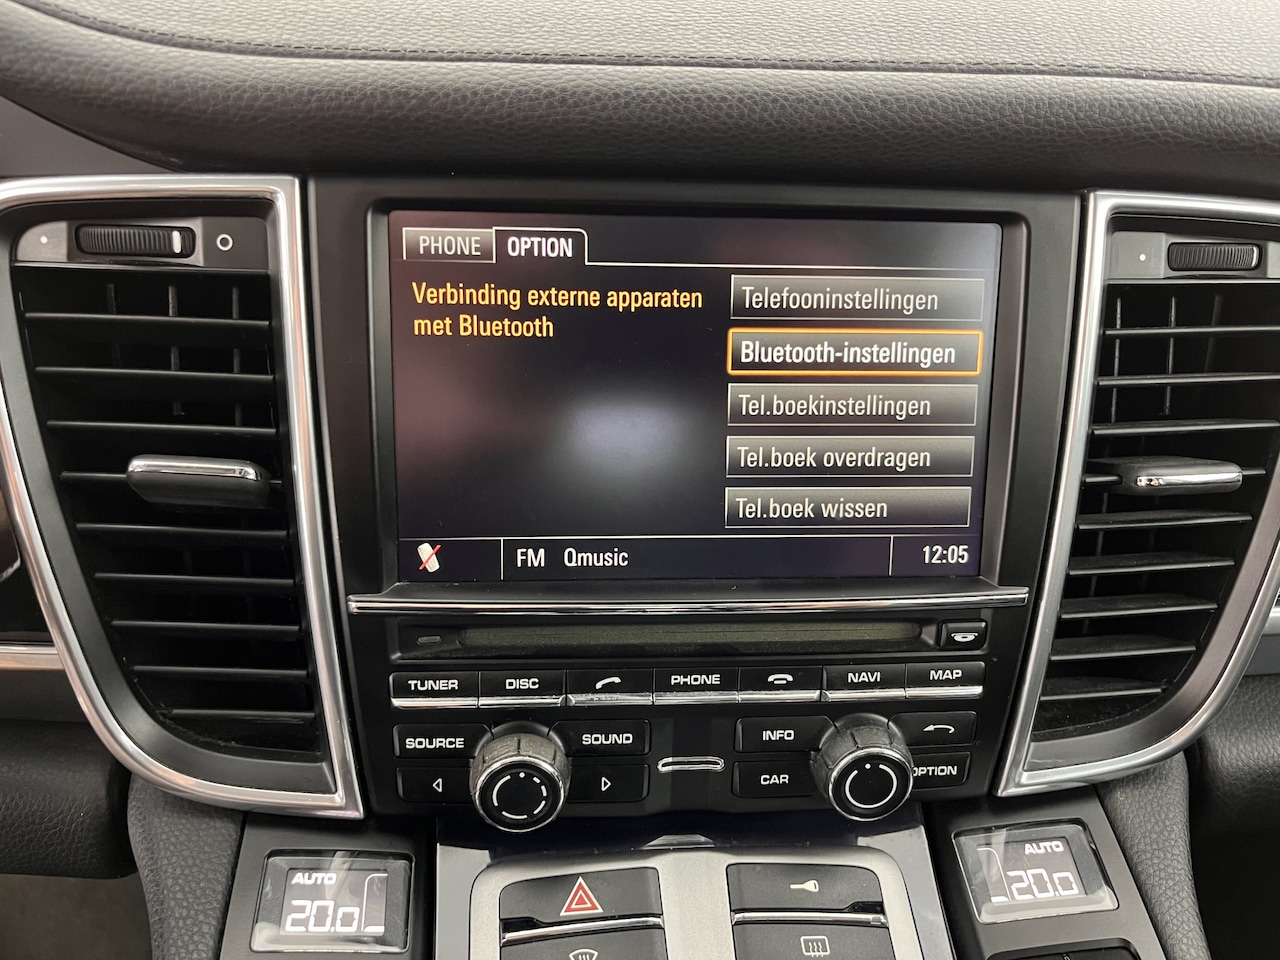 PHONE OPTION
Verbinding externe apparaten
met Bluetooth
Telefooninstellingen
Bluetooth-instellingen
Tel.boekinstellingen
Tel.boek overdragen
Tel.boek wissen
FM Qmusic 12:05
TUNER DISC PHONE NAVI MAP
SOURCE SOUND INFO
CAR OPTION
AUTO
20.0
AUTO
20.0